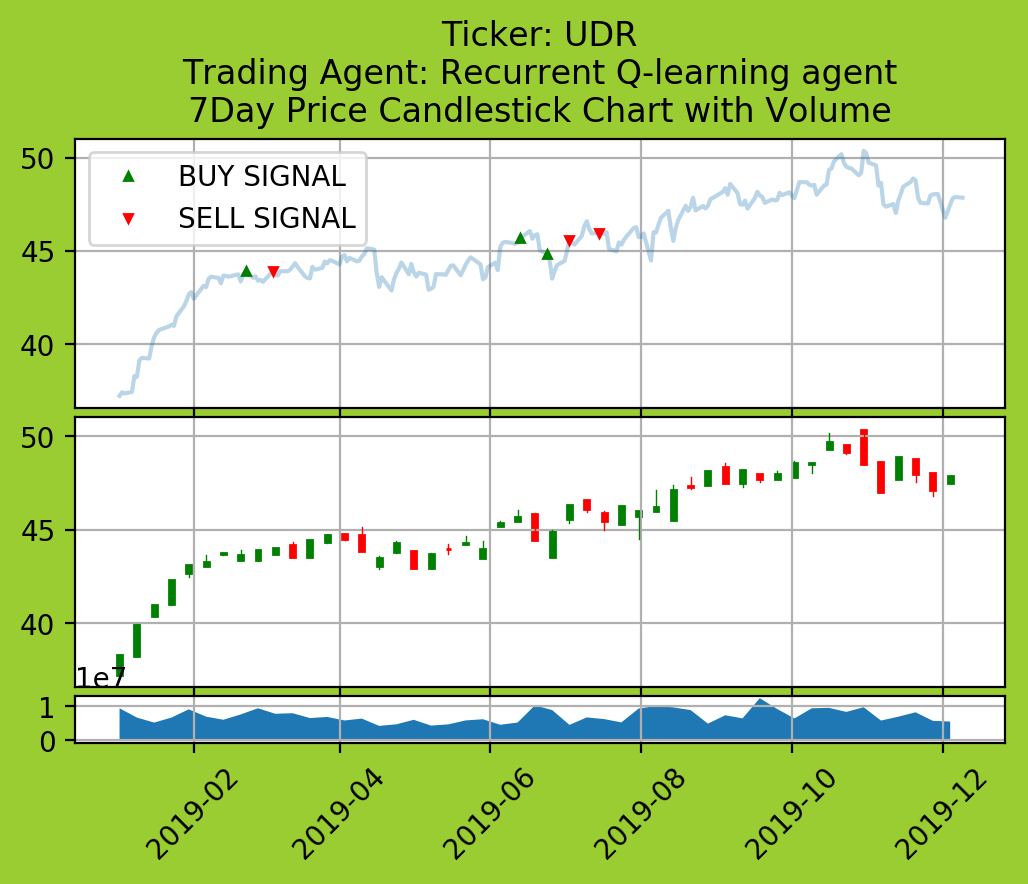 Ticker: UDR
Trading Agent: Recurrent Q-learning agent
7Day Price Candlestick Chart with Volume
50
45
40
BUY SIGNAL
SELL SIGNAL
50
45
40
1e7
1
0
2019-02
2019-04
2019-06
2019-08
2019-10
2019-12